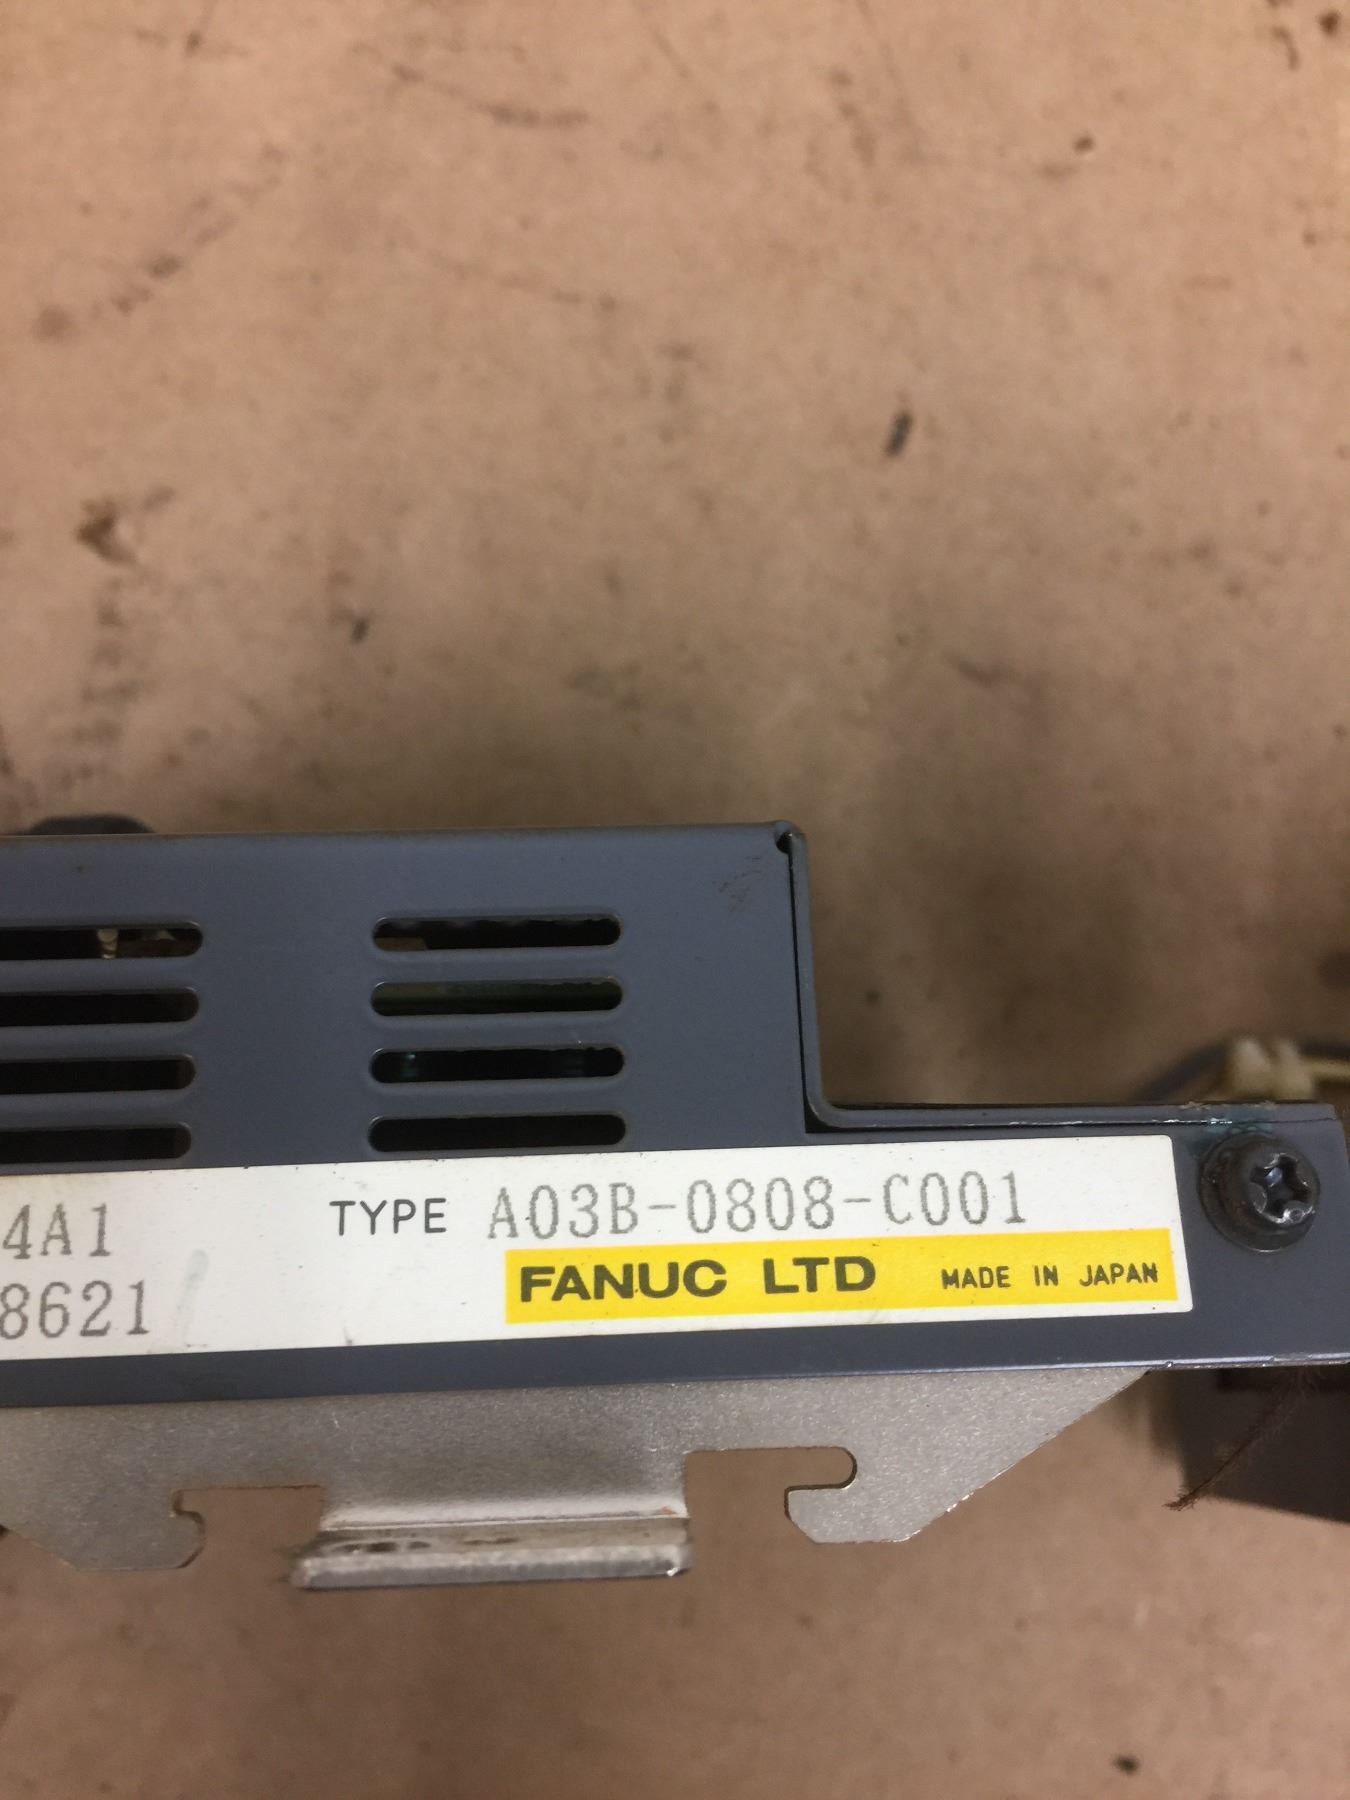 4A1 TYPE A03B-0808-C001
8621 FANUC LTD MADE IN JAPAN